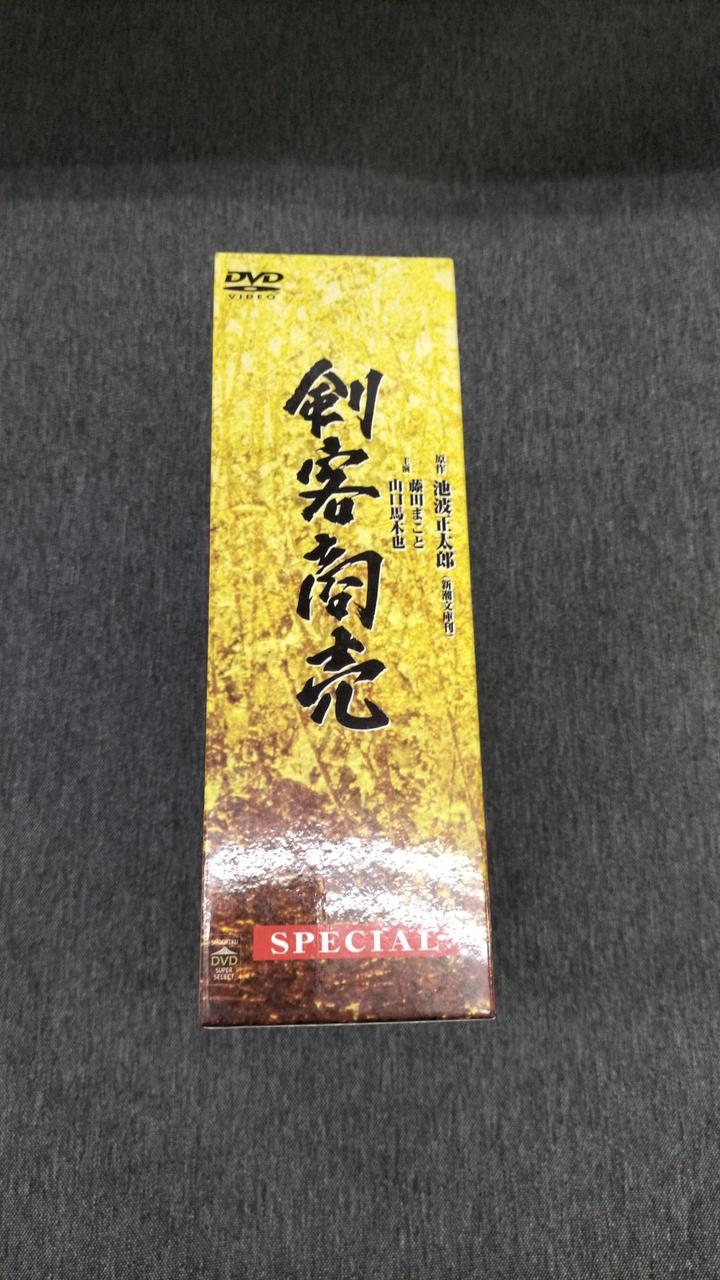 DVD
VIDEO
剣客商売
原作 池波正太郎（新潮文庫刊）
主演 藤田まこと
山口馬木也
SPECIAL
SHOCHIKU
DVD
SUPER
SELECT